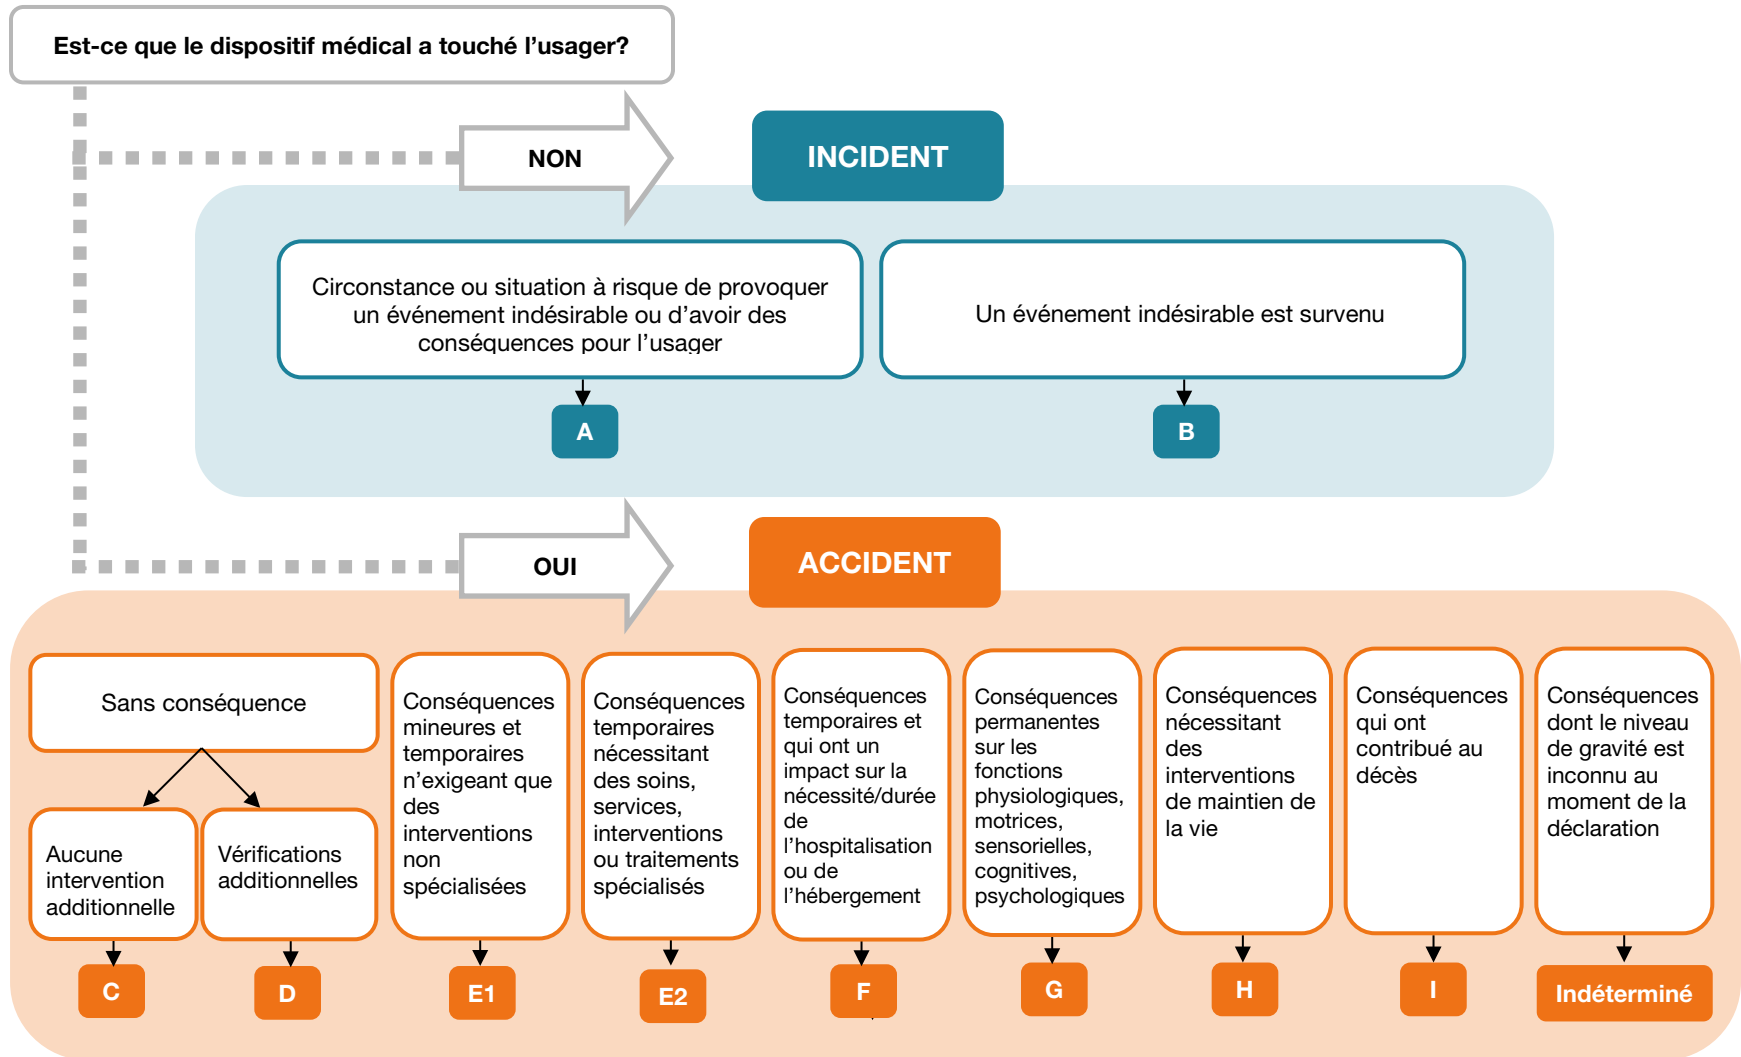 Est-ce que le dispositif médical a touché l'usager?
NON
INCIDENT
Circonstance ou situation à risque de provoquer
un événement indésirable ou d'avoir des
conséquences pour l'usager
Un événement indésirable est survenu
A
B
OUI
ACCIDENT
Sans conséquence
Aucune
intervention
additionnelle
Vérifications
additionnelles
Conséquences
mineures et
temporaires
n'exigeant que
des
interventions
non
spécialisées
Conséquences
temporaires
nécessitant
des soins,
services,
interventions
ou traitements
spécialisés
Conséquences
temporaires et
qui ont un
impact sur la
nécessité/durée
de
l'hospitalisation
ou de
l'hébergement
Conséquences
permanentes
sur les
fonctions
physiologiques,
motrices,
sensorielles,
cognitives,
psychologiques
Conséquences
nécessitant
des
interventions
de maintien de
la vie
Conséquences
qui ont
contribué au
décès
Conséquences
dont le niveau
de gravité est
inconnu au
moment de la
déclaration
C
D
E1
E2
F
G
H
I
Indéterminé